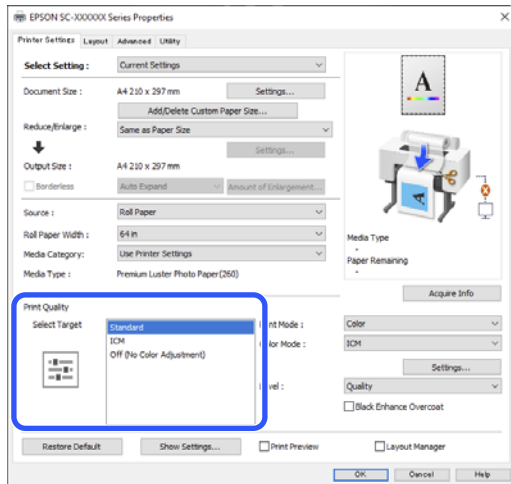 EPSON SC-XXXXXX Series Properties
Printer Settings Layout Advanced Utility
Select Setting : Current Settings
Document Size : A4 210 x 297 mm Settings...
Add/Delete Custom Paper Size...
Reduce/Enlarge : Same as Paper Size
Settings...
Output Size : A4 210 x 297 mm
Borderless Auto Expand Amount of Enlargement...
Source : Roll Paper
Roll Paper Width : 64 in
Media Category: Use Printer Settings
Media Type : Premium Luster Photo Paper(260)
A
Media Type
-
Paper Remaining
-
Acquire Info
Print Quality
Select Target
Standard
ICM
Off (No Color Adjustment)
nt Mode : Color
lor Mode : ICM
Settings...
vel : Quality
Black Enhance Overcoat
Restore Default Show Settings... Print Preview Layout Manager
OK Cancel Help